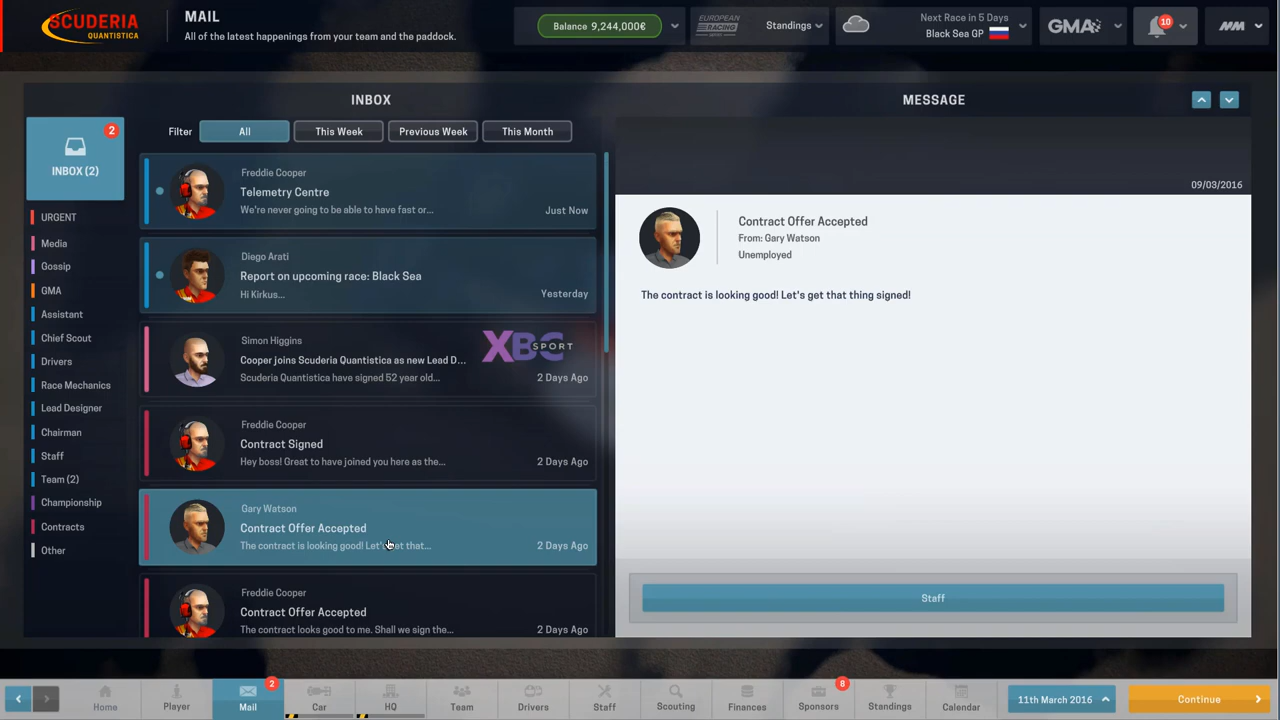 SCUDERIA
QUANTISTICA
MAIL
All of the latest happenings from your team and the paddock.
Balance 9,244,000€
EUROPEAN
RACING
SERIES
Standings
Next Race in 5 Days
Black Sea GP
GMA
10
INBOX
MESSAGE
2
INBOX (2)
Filter
All
This Week
Previous Week
This Month
URGENT
Media
Gossip
GMA
Assistant
Chief Scout
Drivers
Race Mechanics
Lead Designer
Chairman
Staff
Team (2)
Championship
Contracts
Other
Freddie Cooper
Telemetry Centre
We're never going to be able to have fast or...
Just Now
Diego Arati
Report on upcoming race: Black Sea
Hi Kirkus...
Yesterday
Simon Higgins
Cooper joins Scuderia Quantistica as new Lead D...
Scuderia Quantistica have signed 52 year old...
2 Days Ago
XBC SPORT
Freddie Cooper
Contract Signed
Hey boss! Great to have joined you here as the...
2 Days Ago
Gary Watson
Contract Offer Accepted
The contract is looking good! Let's get that...
2 Days Ago
Freddie Cooper
Contract Offer Accepted
The contract looks good to me. Shall we sign the...
2 Days Ago
09/03/2016
Contract Offer Accepted
From: Gary Watson
Unemployed
The contract is looking good! Let's get that thing signed!
Staff
Home
Player
2
Mail
Car
HQ
Team
Drivers
Staff
Scouting
Finances
8
Sponsors
Standings
Calendar
11th March 2016
Continue